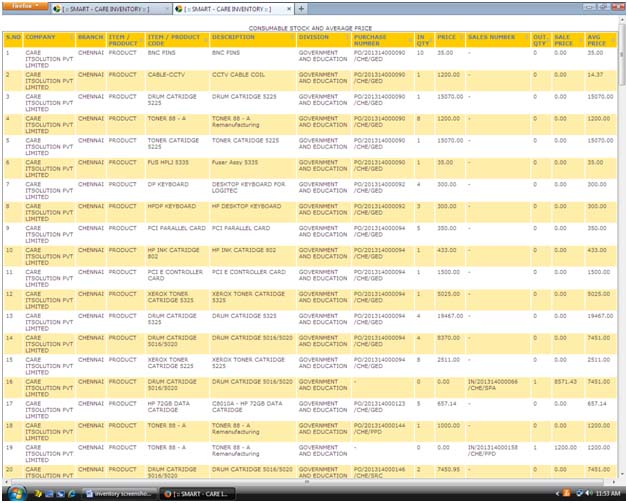 Firefox
[ :: SMART - CARE INVENTORY :: ]
[ :: SMART - CARE INVENTORY :: ]
CONSUMABLE STOCK AND AVERAGE PRICE
S.NO COMPANY BRANCH ITEM / PRODUCT ITEM / PRODUCT CODE DESCRIPTION DIVISION PURCHASE NUMBER IN QTY PRICE SALES NUMBER OUT. QTY SALE PRICE AVG PRICE
1 CARE ITSOLUTION PVT LIMITED CHENNAI PRODUCT BNC PINS BNC PINS GOVERNMENT AND EDUCATION PO/201314000090 /CHE/GED 10 35.00 - 0 0.00 35.00
2 CARE ITSOLUTION PVT LIMITED CHENNAI PRODUCT CABLE-CCTV CCTV CABLE COIL GOVERNMENT AND EDUCATION PO/201314000090 /CHE/GED 1 1200.00 - 0 0.00 14.37
3 CARE ITSOLUTION PVT LIMITED CHENNAI PRODUCT DRUM CATRIDGE 5225 DRUM CATRIDGE 5225 GOVERNMENT AND EDUCATION PO/201314000090 /CHE/GED 1 15070.00 - 0 0.00 15070.00
4 CARE ITSOLUTION PVT LIMITED CHENNAI PRODUCT TONER 88 - A TONER 88 - A Remanufacturing GOVERNMENT AND EDUCATION PO/201314000090 /CHE/GED 8 1200.00 - 0 0.00 1200.00
5 CARE ITSOLUTION PVT LIMITED CHENNAI PRODUCT TONER CATRIDGE 5225 TONER CATRIDGE 5225 GOVERNMENT AND EDUCATION PO/201314000090 /CHE/GED 1 15070.00 - 0 0.00 15070.00
6 CARE ITSOLUTION PVT LIMITED CHENNAI PRODUCT FUS HPLJ 5335 Fuser Assy 5335 GOVERNMENT AND EDUCATION PO/201314000090 /CHE/GED 1 35.00 - 0 0.00 35.00
7 CARE ITSOLUTION PVT LIMITED CHENNAI PRODUCT DP KEYBOARD DESKTOP KEYBOARD FOR LOGITEC GOVERNMENT AND EDUCATION PO/201314000092 /CHE/GED 4 300.00 - 0 0.00 300.00
8 CARE ITSOLUTION PVT LIMITED CHENNAI PRODUCT HPDP KEYBOARD HP DESKTOP KEYBOARD GOVERNMENT AND EDUCATION PO/201314000092 /CHE/GED 3 300.00 - 0 0.00 300.00
9 CARE ITSOLUTION PVT LIMITED CHENNAI PRODUCT PCI PARALLEL CARD PCI PARALLEL CARD GOVERNMENT AND EDUCATION PO/201314000094 /CHE/GED 5 350.00 - 0 0.00 350.00
10 CARE ITSOLUTION PVT LIMITED CHENNAI PRODUCT HP INK CATRIDGE 802 HP INK CATRIDGE 802 GOVERNMENT AND EDUCATION PO/201314000094 /CHE/GED 1 433.00 - 0 0.00 433.00
11 CARE ITSOLUTION PVT LIMITED CHENNAI PRODUCT PCI E CONTROLLER CARD PCI E CONTROLLER CARD GOVERNMENT AND EDUCATION PO/201314000094 /CHE/GED 1 1500.00 - 0 0.00 1500.00
12 CARE ITSOLUTION PVT LIMITED CHENNAI PRODUCT XEROX TONER CATRIDGE 5325 XEROX TONER CATRIDGE 5325 GOVERNMENT AND EDUCATION PO/201314000094 /CHE/GED 1 5025.00 - 0 0.00 5025.00
13 CARE ITSOLUTION PVT LIMITED CHENNAI PRODUCT DRUM CATRIDGE 5325 DRUM CATRIDGE 5325 GOVERNMENT AND EDUCATION PO/201314000094 /CHE/GED 4 19467.00 - 0 0.00 19467.00
14 CARE ITSOLUTION PVT LIMITED CHENNAI PRODUCT DRUM CATRIDGE 5016/5020 DRUM CATRIDGE 5016/5020 GOVERNMENT AND EDUCATION PO/201314000094 /CHE/GED 4 8370.00 - 0 0.00 7451.00
15 CARE ITSOLUTION PVT LIMITED CHENNAI PRODUCT XEROX TONER CATRIDGE 5225 XEROX TONER CATRIDGE 5225 GOVERNMENT AND EDUCATION PO/201314000094 /CHE/GED 8 2511.00 - 0 0.00 2511.00
16 CARE ITSOLUTION PVT LIMITED CHENNAI PRODUCT DRUM CATRIDGE 5016/5020 DRUM CATRIDGE 5016/5020 GOVERNMENT AND EDUCATION - 0 0.00 IN/201314000066 /CHE/SPA 1 8571.43 7451.00
17 CARE ITSOLUTION PVT LIMITED CHENNAI PRODUCT HP 72GB DATA CATRIDGE C8010A - HP 72GB DATA CATRIDGE GOVERNMENT AND EDUCATION PO/201314000123 /CHE/GED 5 657.14 - 0 0.00 657.14
18 CARE ITSOLUTION PVT LIMITED CHENNAI PRODUCT TONER 88 - A TONER 88 - A Remanufacturing GOVERNMENT AND EDUCATION PO/201314000144 /CHE/PPD 1 1000.00 - 0 0.00 1200.00
19 CARE ITSOLUTION PVT LIMITED CHENNAI PRODUCT TONER 88 - A TONER 88 - A Remanufacturing GOVERNMENT AND EDUCATION - 0 0.00 IN/201314000158 /CHE/PPD 1 1200.00 1200.00
20 CARE ITSOLUTION PVT LIMITED CHENNAI PRODUCT DRUM CATRIDGE 5016/5020 DRUM CATRIDGE 5016/5020 GOVERNMENT AND EDUCATION PO/201314000146 /CHE/SRC 2 7450.95 - 0 0.00 7451.00
inventory screensho...
[ :: SMART - CARE I...
11:53 AM